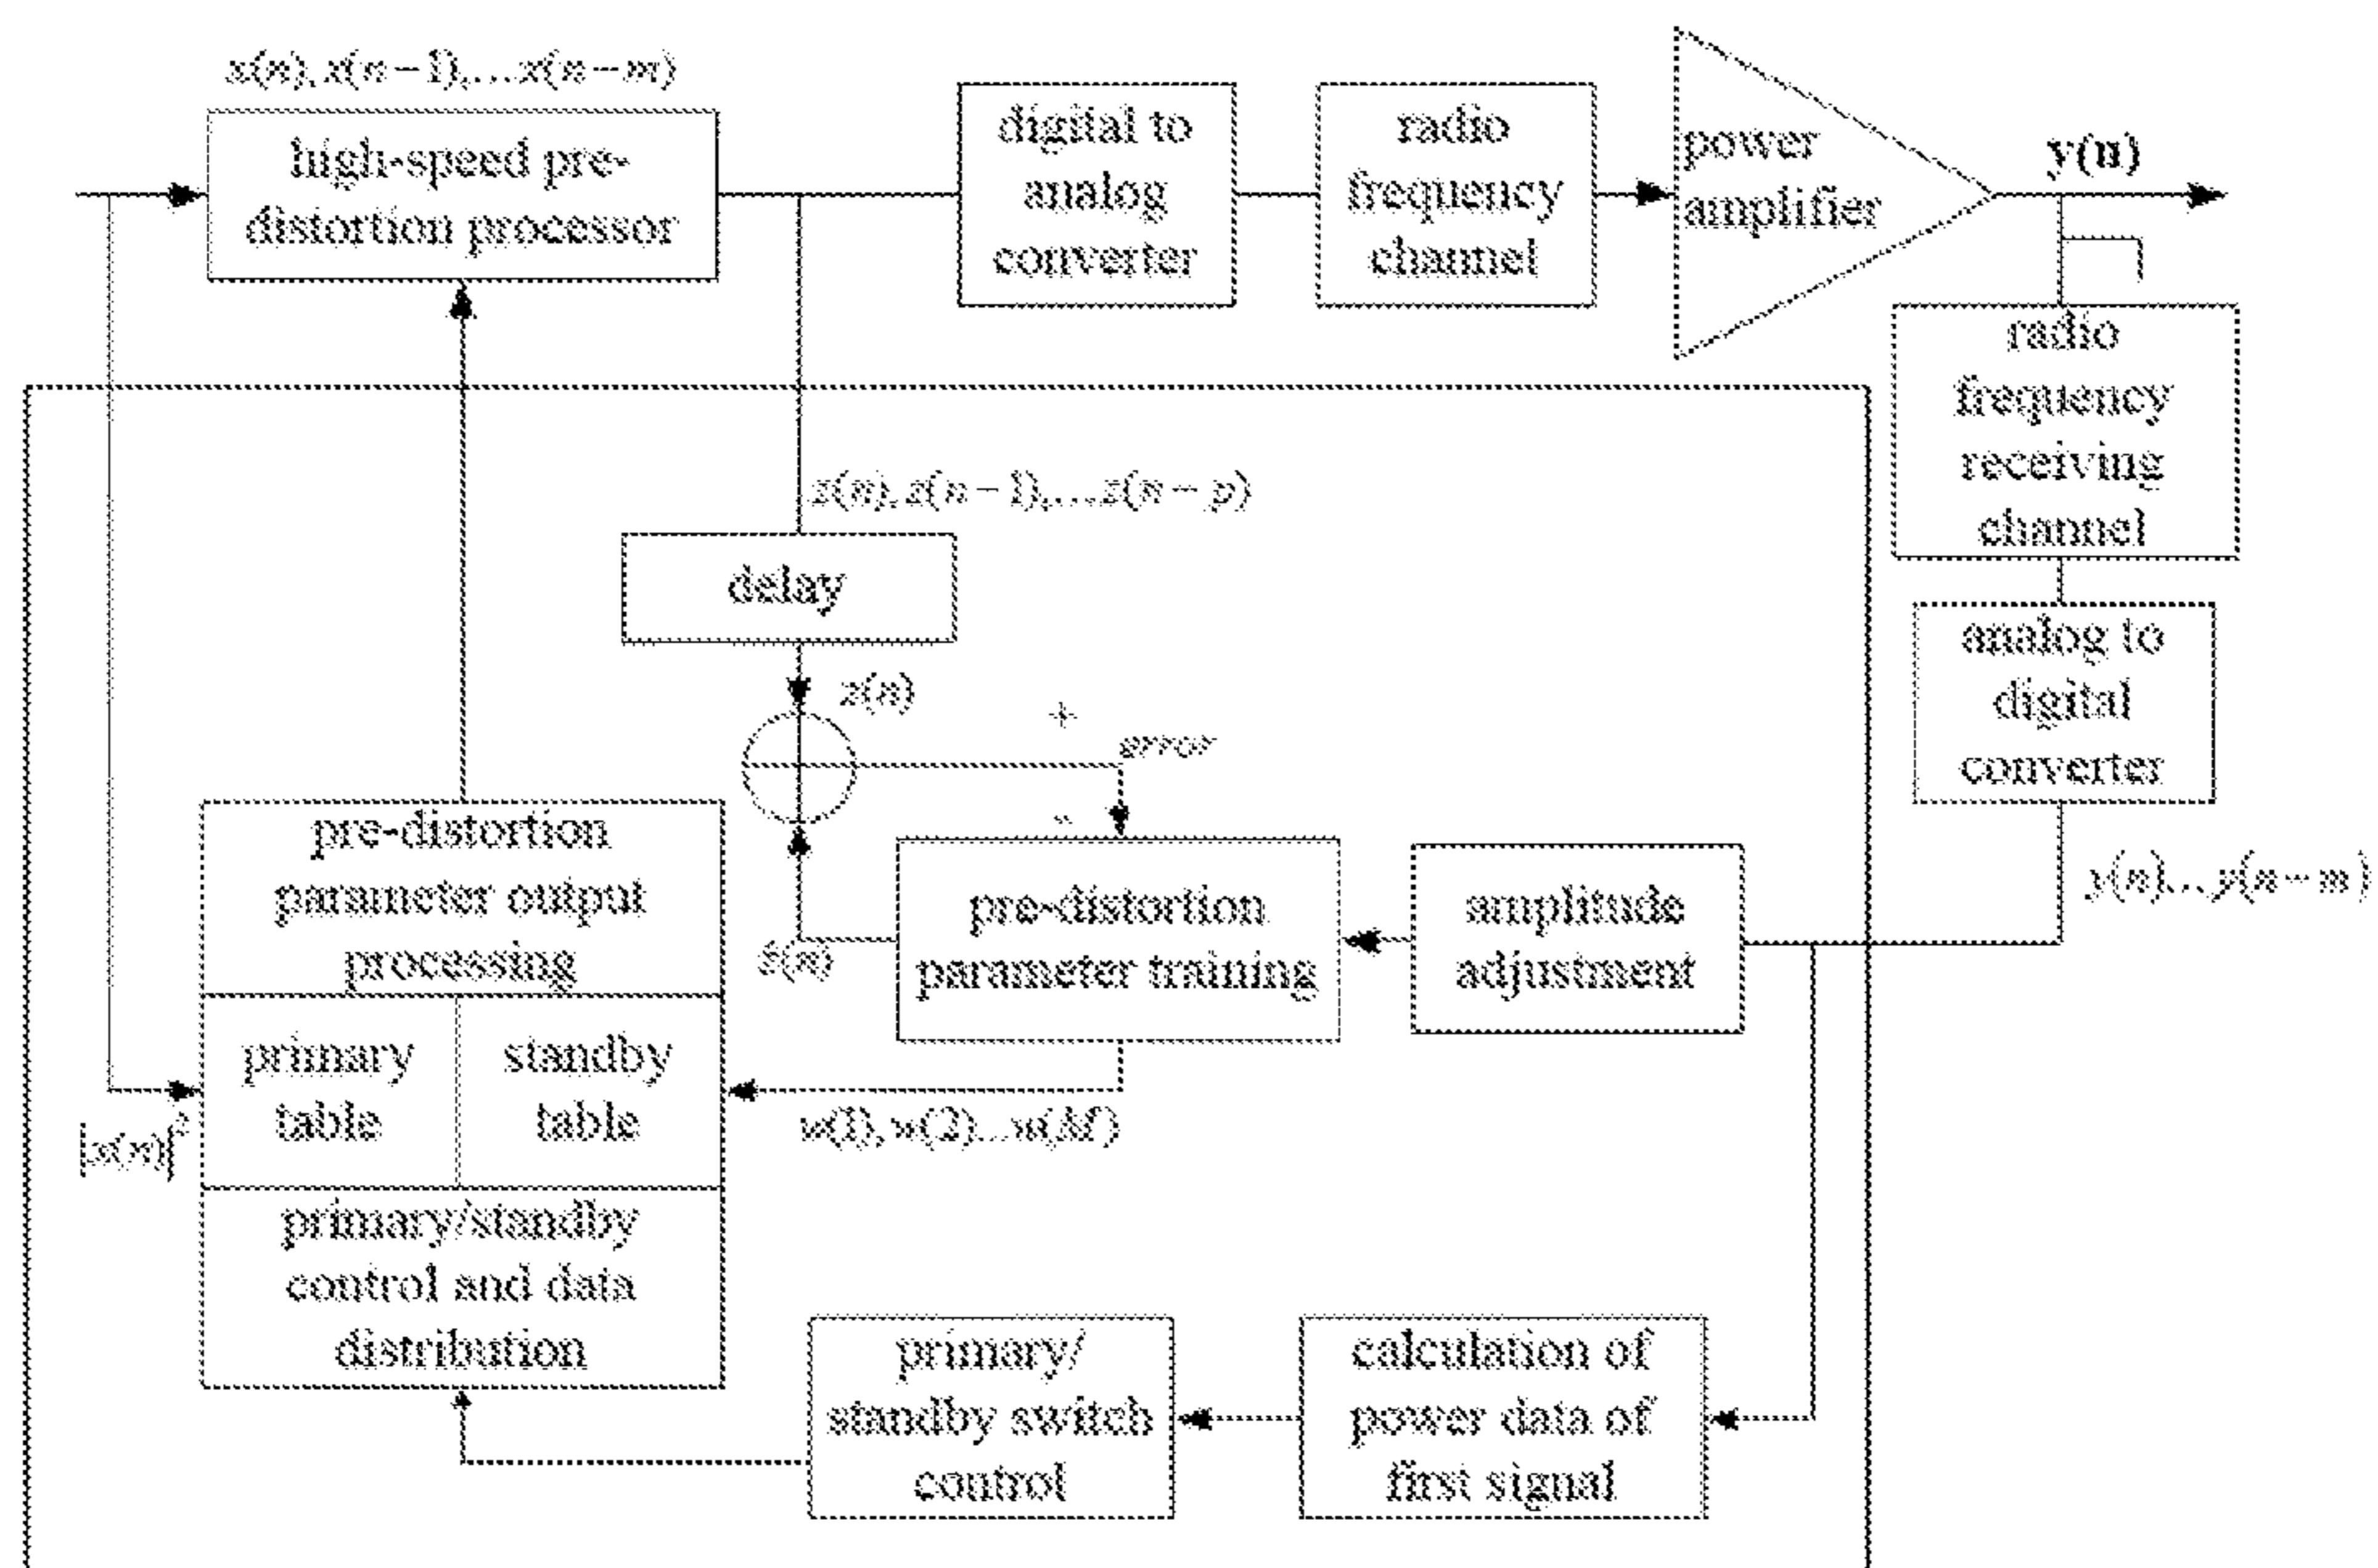 x(n), x(n−1),…x(n−m)
high-speed pre-
distortion processor
digital to
analog
converter
radio
frequency
channel
power
amplifier
y(n)
radio
frequency
receiving
channel
z(n), z(n−1),…z(n−p)
delay
analog to
digital
converter
z(n)
+
error
-
pre-distortion
parameter output
processing
pre-distortion
parameter training
amplitude
adjustment
y(n)…y(n−m)
primary
table
standby
table
|x(n)|²
w(1), w(2)…w(M)
primary/standby
control and data
distribution
primary/
standby switch
control
calculation of
power data of
first signal